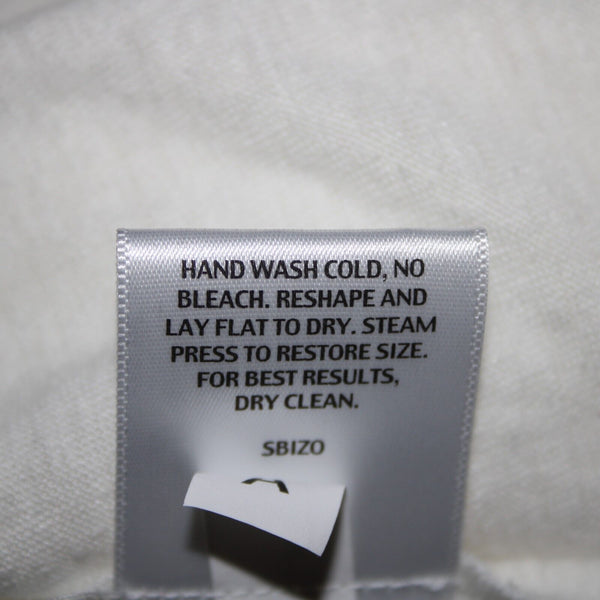 HAND WASH COLD, NO
BLEACH. RESHAPE AND
LAY FLAT TO DRY. STEAM
PRESS TO RESTORE SIZE.
FOR BEST RESULTS,
DRY CLEAN.
SBIZO